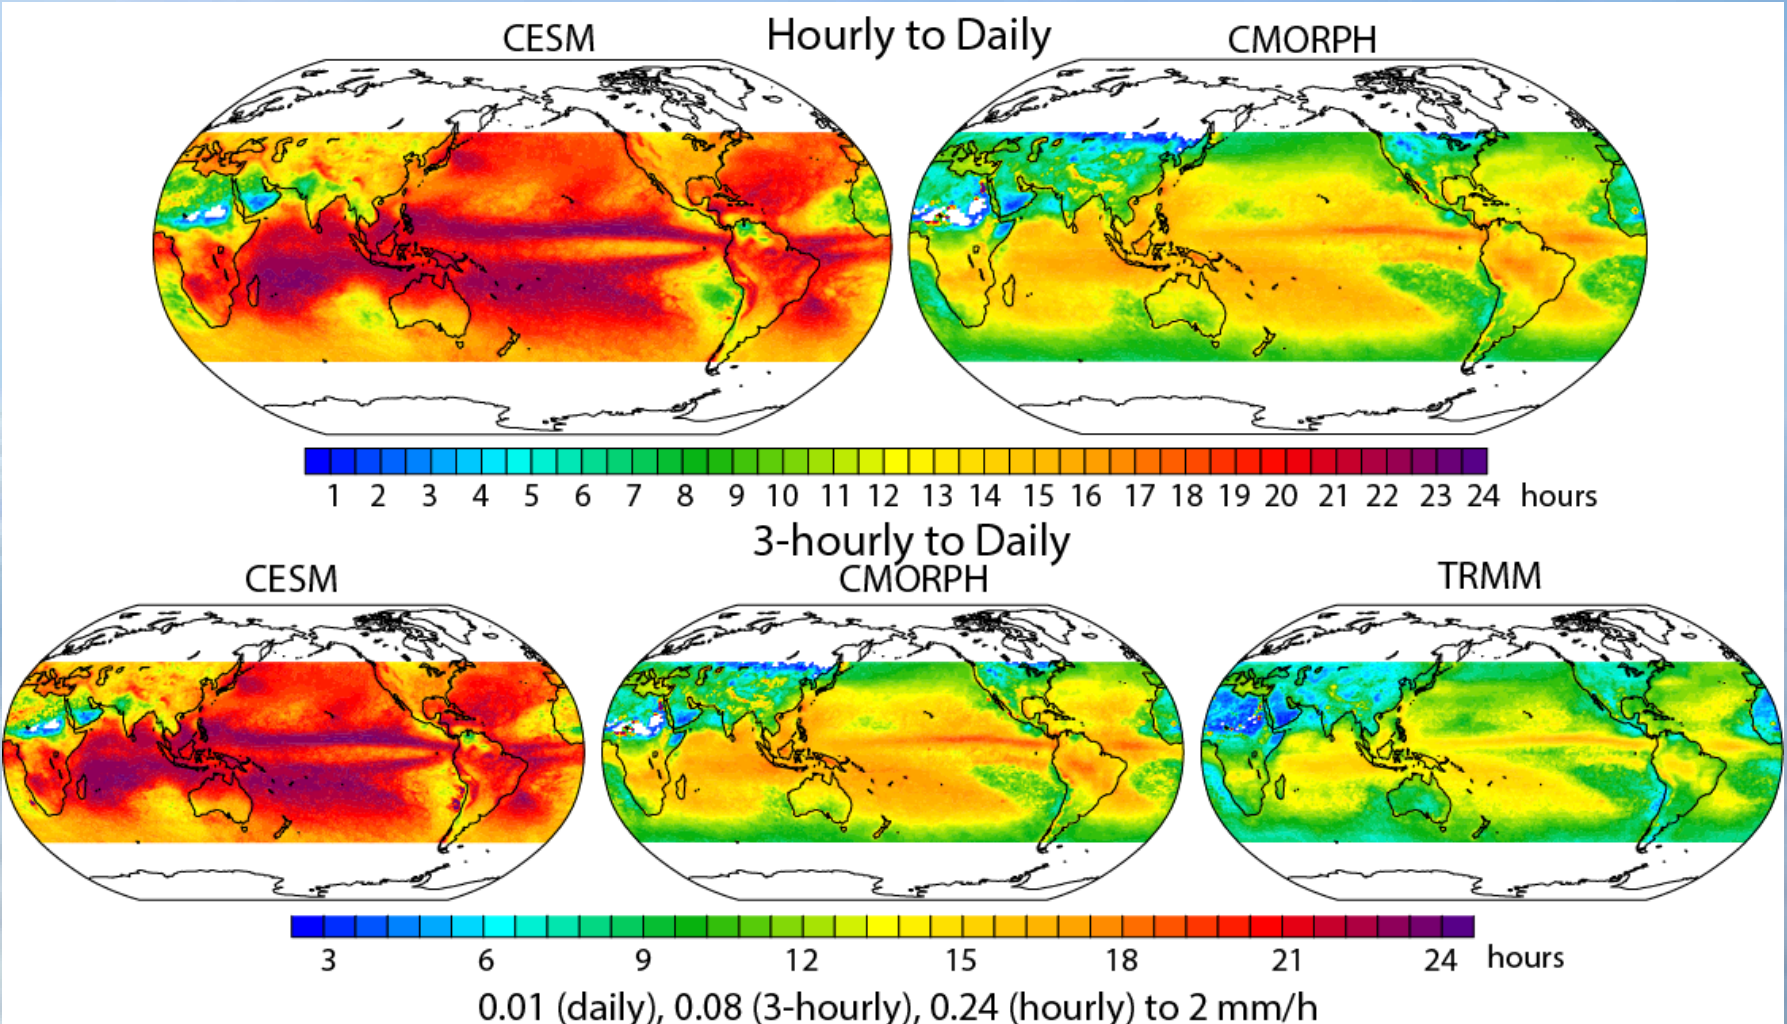 Hourly to Daily
CESM
CMORPH
1 2 3 4 5 6 7 8 9 10 11 12 13 14 15 16 17 18 19 20 21 22 23 24 hours
3-hourly to Daily
CESM
CMORPH
TRMM
3 6 9 12 15 18 21 24 hours
0.01 (daily), 0.08 (3-hourly), 0.24 (hourly) to 2 mm/h